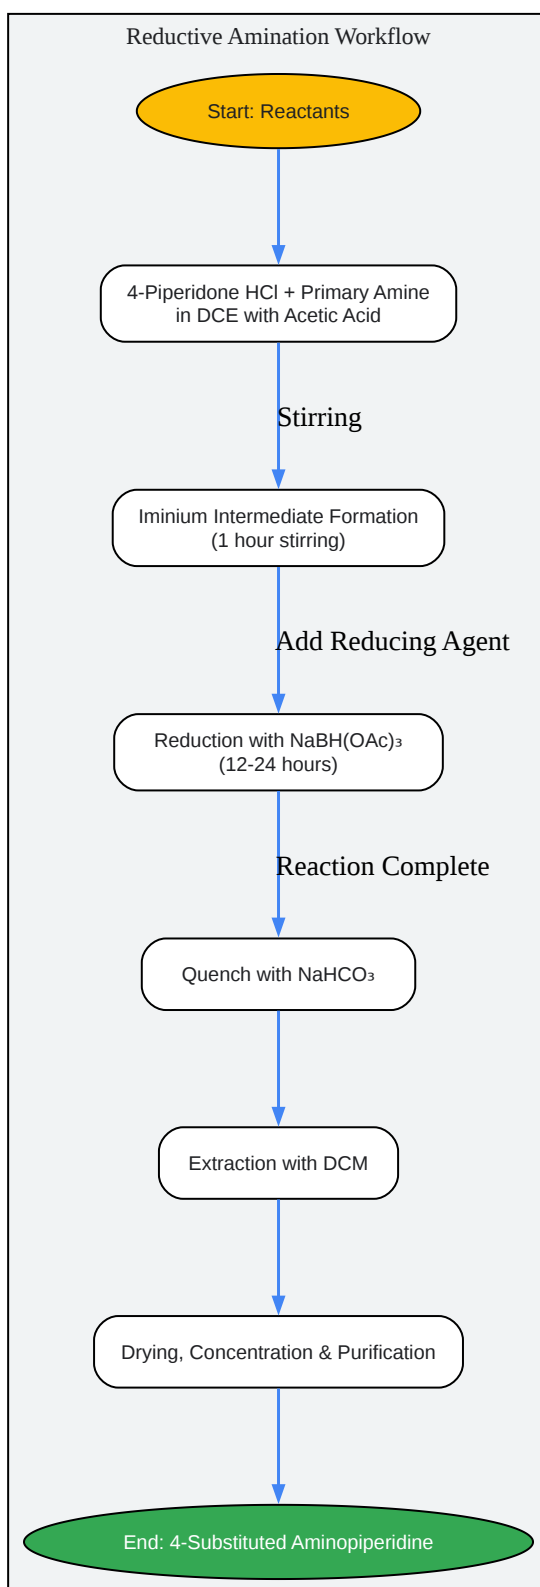 Reductive Amination Workflow
Start: Reactants
4-Piperidone HCl + Primary Amine
in DCE with Acetic Acid
Stirring
Iminium Intermediate Formation
(1 hour stirring)
Add Reducing Agent
Reduction with NaBH(OAc)₃
(12-24 hours)
Reaction Complete
Quench with NaHCO₃
Extraction with DCM
Drying, Concentration & Purification
End: 4-Substituted Aminopiperidine